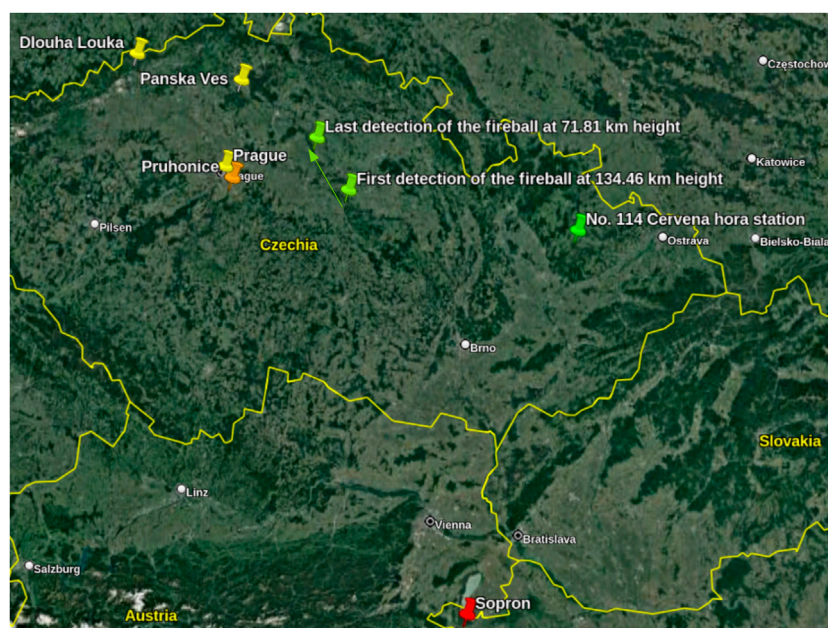 Dlouha Louka
Częstochow
Panska Ves
Last detection of the fireball at 71.81 km height
Prague
Katowice
Pruhonice
ague
First detection of the fireball at 134.46 km height
No. 114 Cervena hora station
Pilsen
Czechia
Ostrava
Bielsko-Biala
Brno
Slovakia
Linz
Vienna
Bratislava
Salzburg
Sopron
Austria